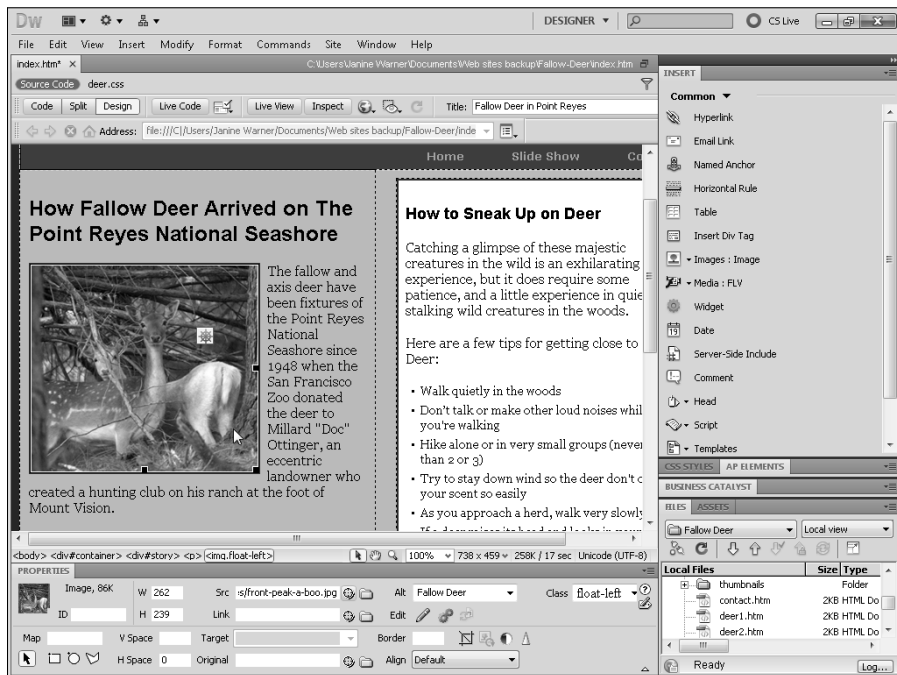 Dw
DESIGNER
CS Live
File Edit View Insert Modify Format Commands Site Window Help
index.htm* ×
C:\Users\Janine Warner\Documents\Web sites backup\Fallow-Deer\index.htm
Source Code deer.css
Code Split Design Live Code Live View Inspect Title: Fallow Deer in Point Reyes
Address: file:///C|/Users/Janine Warner/Documents/Web sites backup/Fallow-Deer/inde
Home Slide Show Co
How Fallow Deer Arrived on The
Point Reyes National Seashore
The fallow and
axis deer have
been fixtures of
the Point Reyes
National
Seashore since
1948 when the
San Francisco
Zoo donated
the deer to
Millard "Doc"
Ottinger, an
eccentric
landowner who
created a hunting club on his ranch at the foot of
Mount Vision.
How to Sneak Up on Deer
Catching a glimpse of these majestic
creatures in the wild is an exhilarating
experience, but it does require some
patience, and a little experience in quie
stalking wild creatures in the woods.
Here are a few tips for getting close to
Deer:
• Walk quietly in the woods
• Don't talk or make other loud noises whil
you're walking
• Hike alone or in very small groups (never
than 2 or 3)
• Try to stay down wind so the deer don't c
your scent so easily
• As you approach a herd, walk very slowly
<body> <div#container> <div#story> <p> <img.float-left>
100% 738 x 459 258K / 17 sec Unicode (UTF-8)
PROPERTIES
Image, 86K W 262 Src :s/front-peak-a-boo.jpg Alt Fallow Deer Class float-left
ID H 239 Link Edit
Map V Space Target Border
H Space 0 Original Align Default
INSERT
Common
Hyperlink
Email Link
Named Anchor
Horizontal Rule
Table
Insert Div Tag
Images : Image
Media : FLV
Widget
Date
Server-Side Include
Comment
Head
Script
Templates
CSS STYLES AP ELEMENTS
BUSINESS CATALYST
FILES ASSETS
Fallow Deer Local view
Local Files Size Type
thumbnails Folder
contact.htm 2KB HTML Do
deer1.htm 2KB HTML Do
deer2.htm 2KB HTML Do
Ready Log...